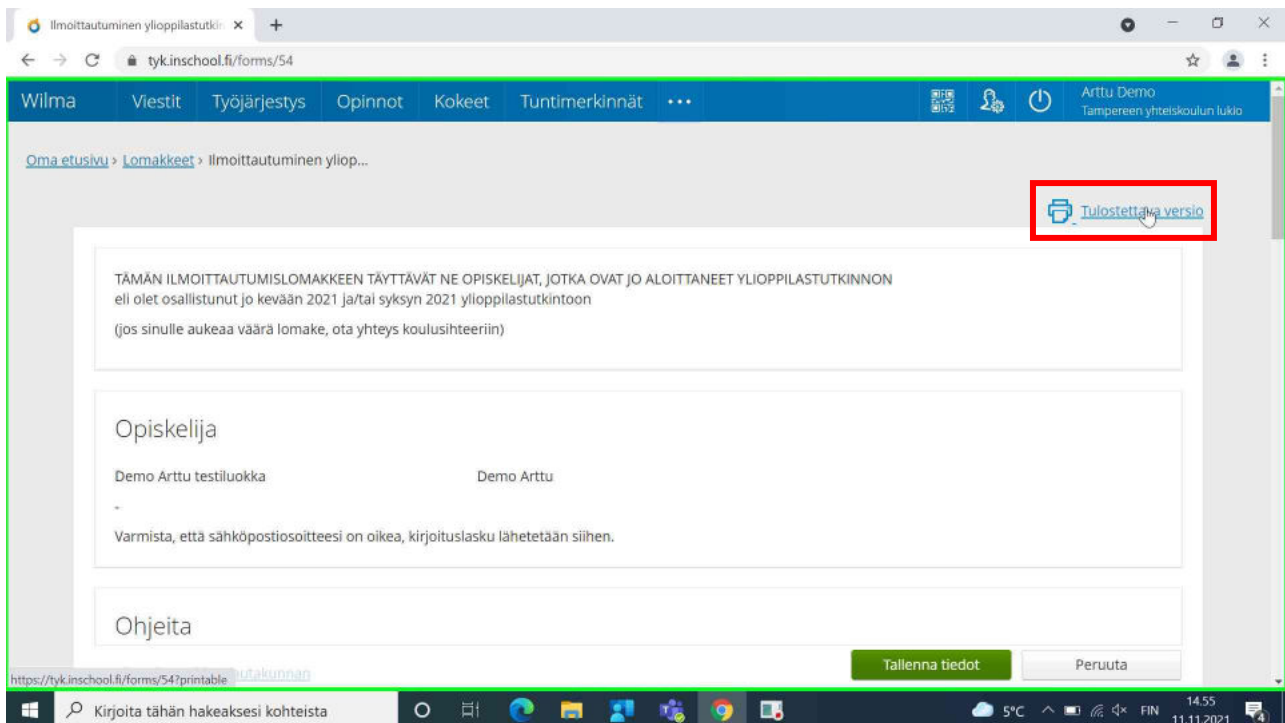 Ilmoittautuminen ylioppilastutkin
tyk.inschool.fi/forms/54
Wilma Viestit Työjärjestys Opinnot Kokeet Tuntimerkinnät ••• Arttu Demo
Tampereen yhteiskoulun lukio
Oma etusivu › Lomakkeet › Ilmoittautuminen yliop...
Tulostettava versio
TÄMÄN ILMOITTAUTUMISLOMAKKEEN TÄYTTÄVÄT NE OPISKELIJAT, JOTKA OVAT JO ALOITTANEET YLIOPPILASTUTKINNON
eli olet osallistunut jo kevään 2021 ja/tai syksyn 2021 ylioppilastutkintoon
(jos sinulle aukeaa väärä lomake, ota yhteys koulusihteeriin)
Opiskelija
Demo Arttu testiluokka Demo Arttu
-
Varmista, että sähköpostiosoitteesi on oikea, kirjoituslasku lähetetään siihen.
Ohjeita
Tallenna tiedot Peruuta
https://tyk.inschool.fi/forms/54?printable
Kirjoita tähän hakeaksesi kohteista 5°C FIN 14.55
11.11.2021